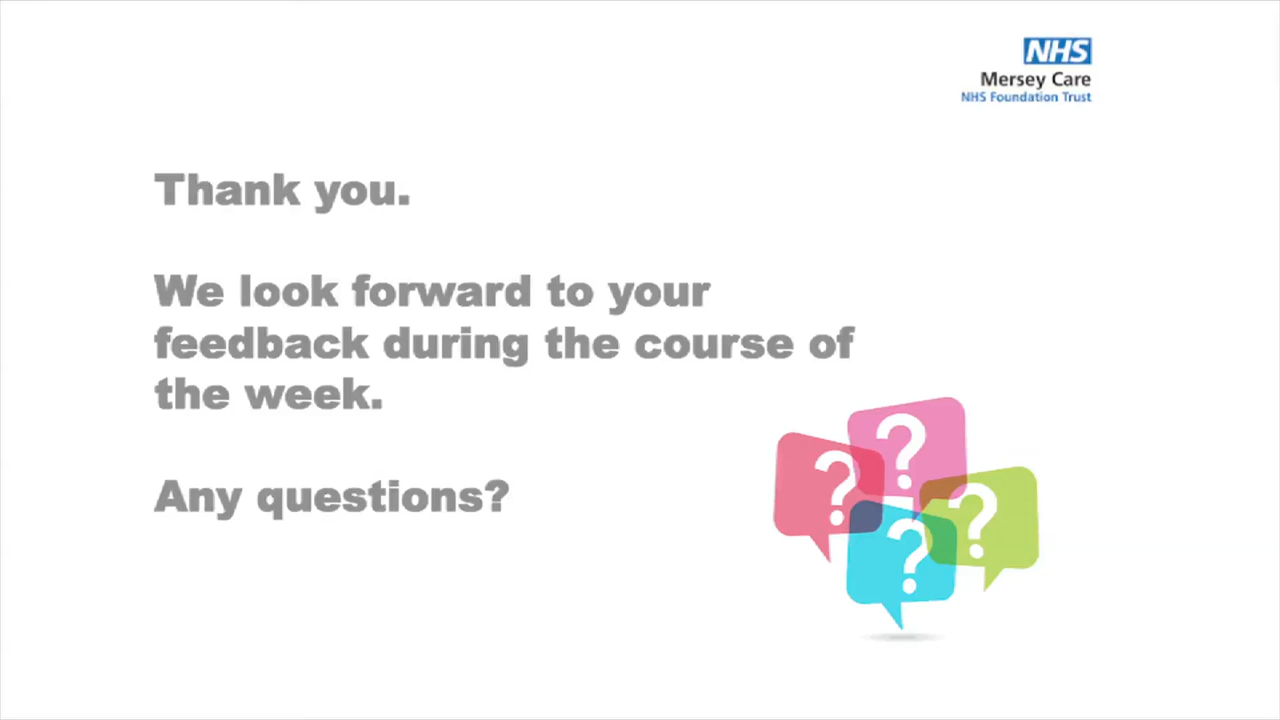 NHS
Mersey Care
NHS Foundation Trust
Thank you.
We look forward to your
feedback during the course of
the week.
Any questions?
?
?
?
?